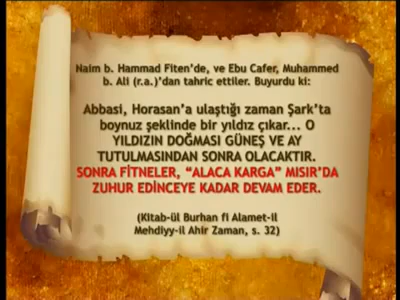 Naim b. Hammad Fiten'de, ve Ebu Cafer, Muhammed
b. Ali (r.a.)'dan tahric ettiler. Buyurdu ki:
Abbasi, Horasan'a ulaştığı zaman Şark'ta
boynuz şeklinde bir yıldız çıkar... O
YILDIZIN DOĞMASI GÜNEŞ VE AY
TUTULMASINDAN SONRA OLACAKTIR.
SONRA FİTNELER, "ALACA KARGA" MISIR'DA
ZUHUR EDİNCEYE KADAR DEVAM EDER.
(Kitab-ül Burhan fi Alamet-il
Mehdiyy-il Ahir Zaman, s. 32)